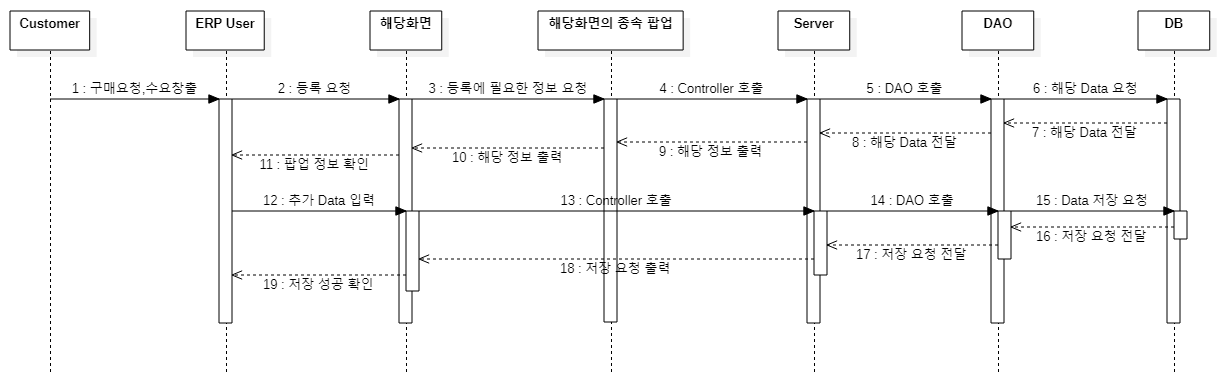 Customer
ERP User
해당화면
해당화면의 종속 팝업
Server
DAO
DB
1 : 구매요청,수요창출
2 : 등록 요청
3 : 등록에 필요한 정보 요청
4 : Controller 호출
5 : DAO 호출
6 : 해당 Data 요청
7 : 해당 Data 전달
8 : 해당 Data 전달
9 : 해당 정보 출력
10 : 해당 정보 출력
11 : 팝업 정보 확인
12 : 추가 Data 입력
13 : Controller 호출
14 : DAO 호출
15 : Data 저장 요청
16 : 저장 요청 전달
17 : 저장 요청 전달
18 : 저장 요청 출력
19 : 저장 성공 확인